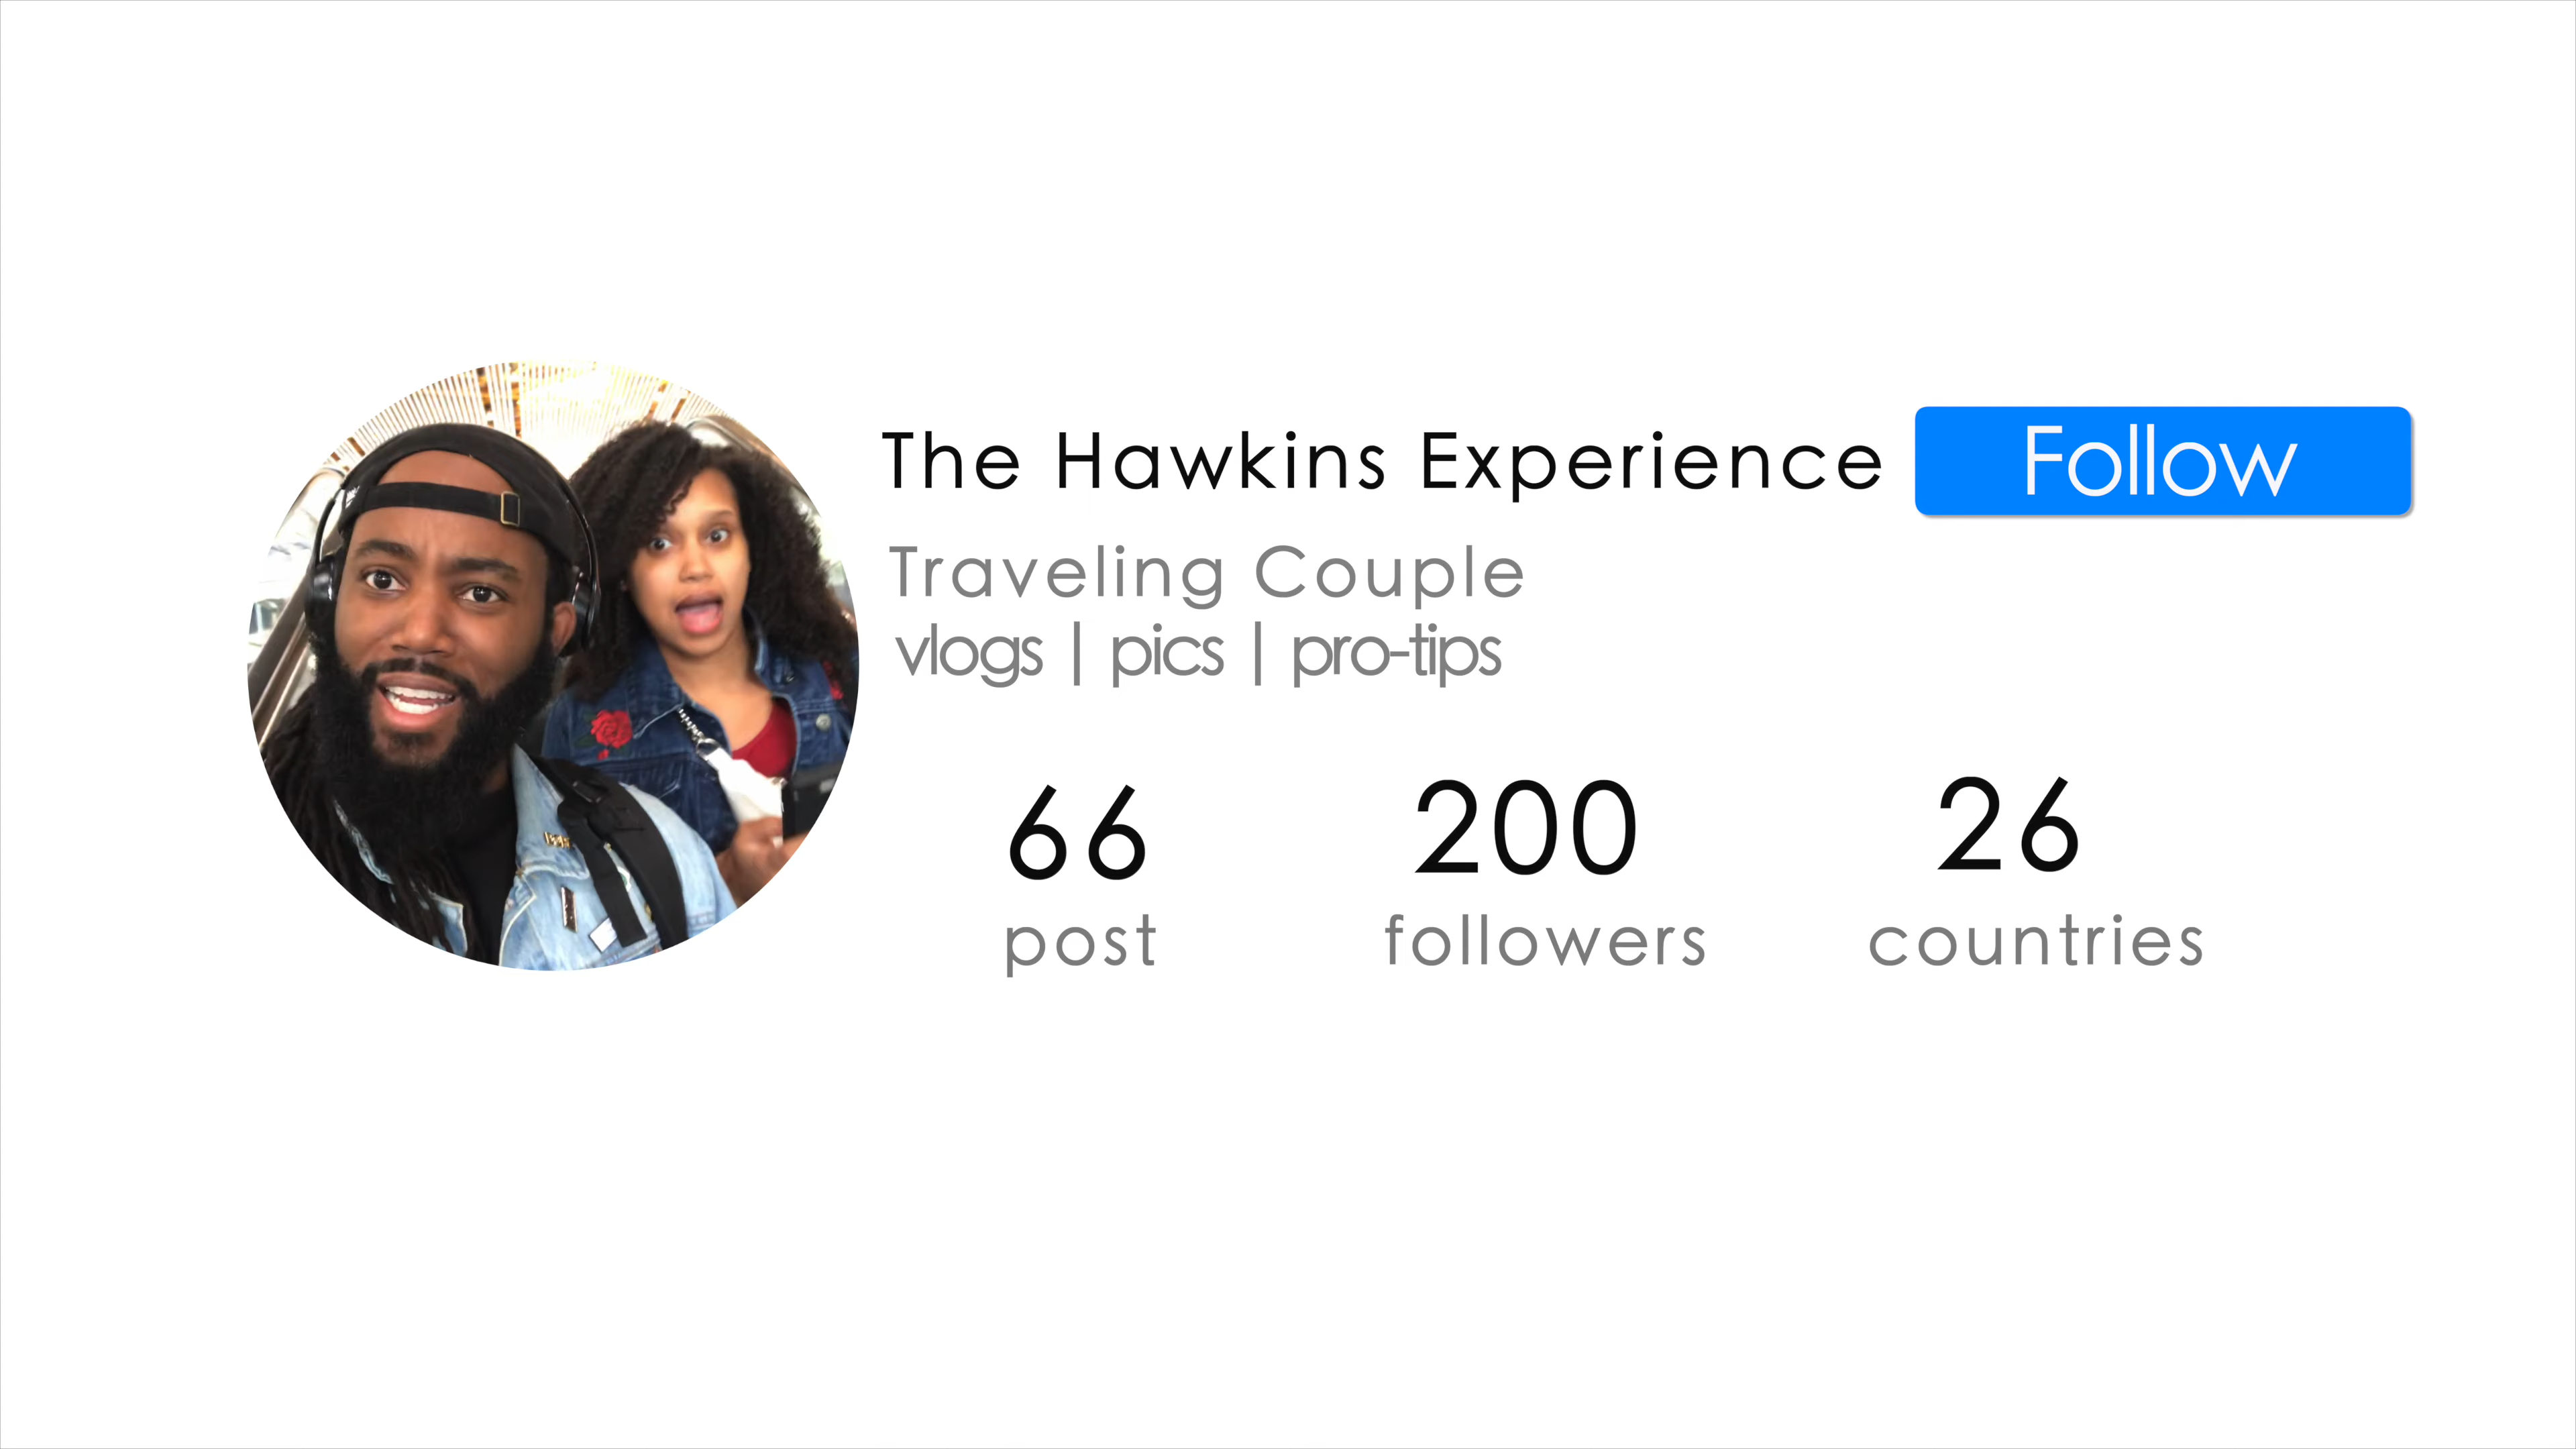 The Hawkins Experience Follow
Traveling Couple
vlogs | pics | pro-tips
66 200 26
post followers countries